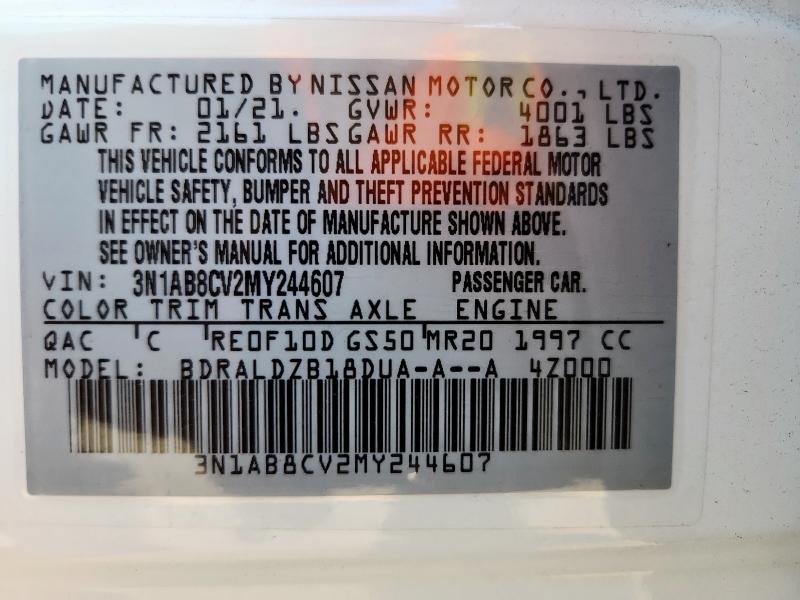 MANUFACTURED BY NISSAN MOTOR CO., LTD.
DATE: 01/21. GVWR: 4001 LBS
GAWR FR: 2161 LBS GAWR RR: 1863 LBS
THIS VEHICLE CONFORMS TO ALL APPLICABLE FEDERAL MOTOR
VEHICLE SAFETY, BUMPER AND THEFT PREVENTION STANDARDS
IN EFFECT ON THE DATE OF MANUFACTURE SHOWN ABOVE.
SEE OWNER'S MANUAL FOR ADDITIONAL INFORMATION.
VIN: 3N1AB8CV2MY244607 PASSENGER CAR.
COLOR TRIM TRANS AXLE ENGINE
QAC C RE0F10D GS50 MR20 1997 CC
MODEL: BDRALDZB18DUA-A--A 4Z000
3N1AB8CV2MY244607